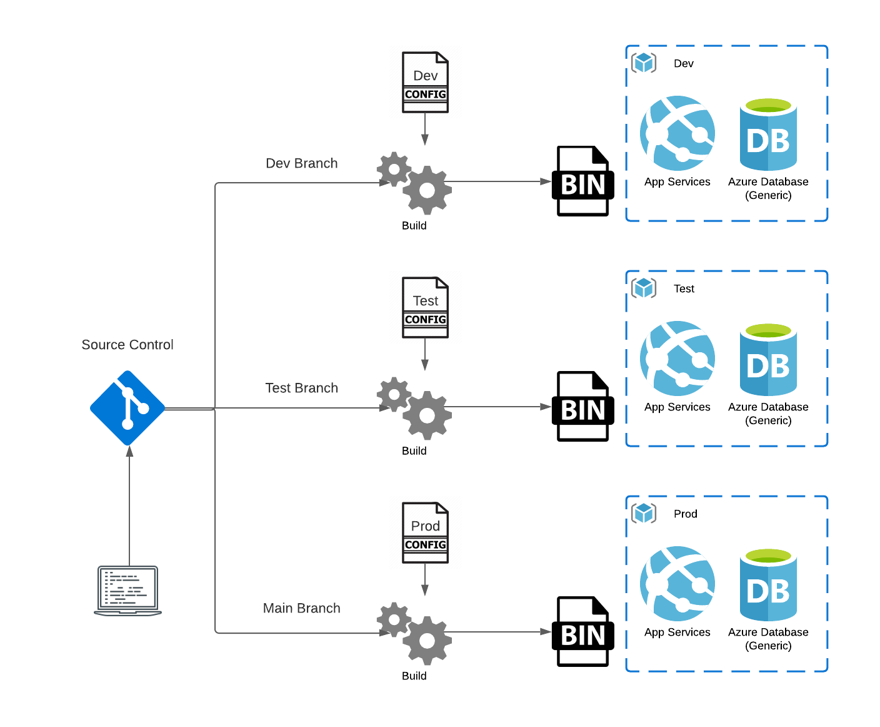 Dev
CONFIG
Dev Branch
Build
BIN
Dev
App Services
Azure Database
(Generic)
Source Control
Test
CONFIG
Test Branch
Build
BIN
Test
App Services
DB
Azure Database
(Generic)
DB
Prod
CONFIG
Main Branch
Build
BIN
Prod
App Services
DB
Azure Database
(Generic)